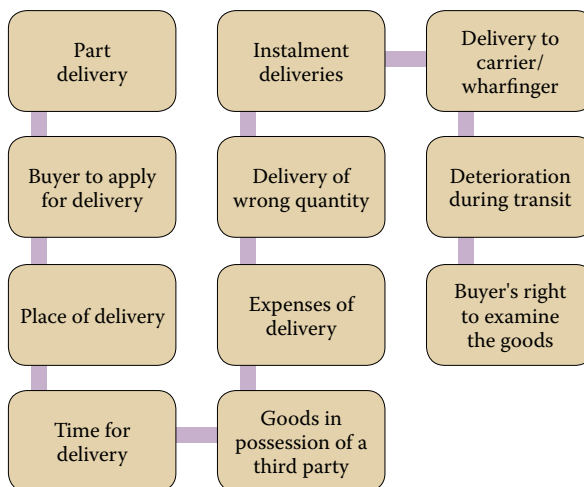 Part
delivery
Buyer to apply
for delivery
Place of delivery
Time for
delivery
Goods in
possession of a
third party
Expenses of
delivery
Delivery of
wrong quantity
Instalment
deliveries
Delivery to
carrier/
wharfinger
Deterioration
during transit
Buyer's right
to examine
the goods